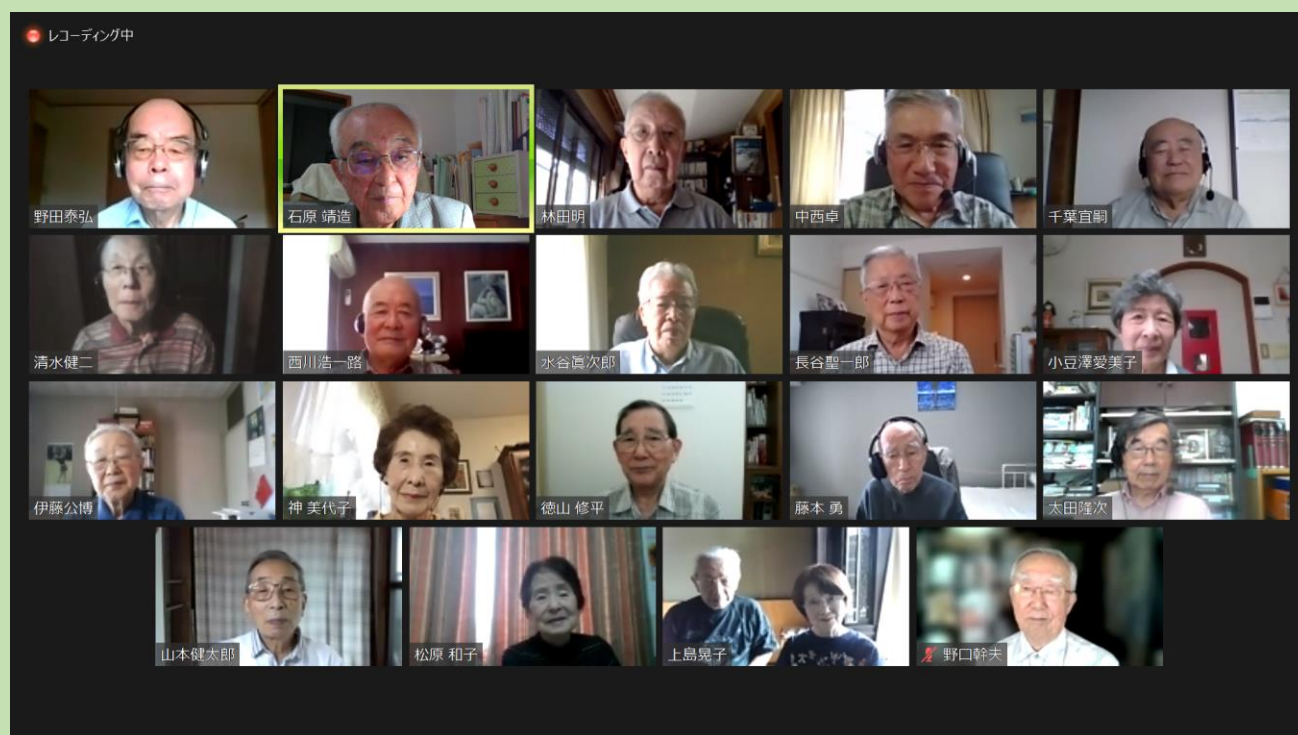 レコーディング中
野田泰弘
石原 靖造
林田明
中西卓
千葉宜嗣
清水健二
西川浩一路
水谷眞次郎
長谷聖一郎
小豆澤愛美子
伊藤公博
神 美代子
徳山 修平
藤本 勇
太田隆次
山本健太郎
松原 和子
上島晃子
野口幹夫